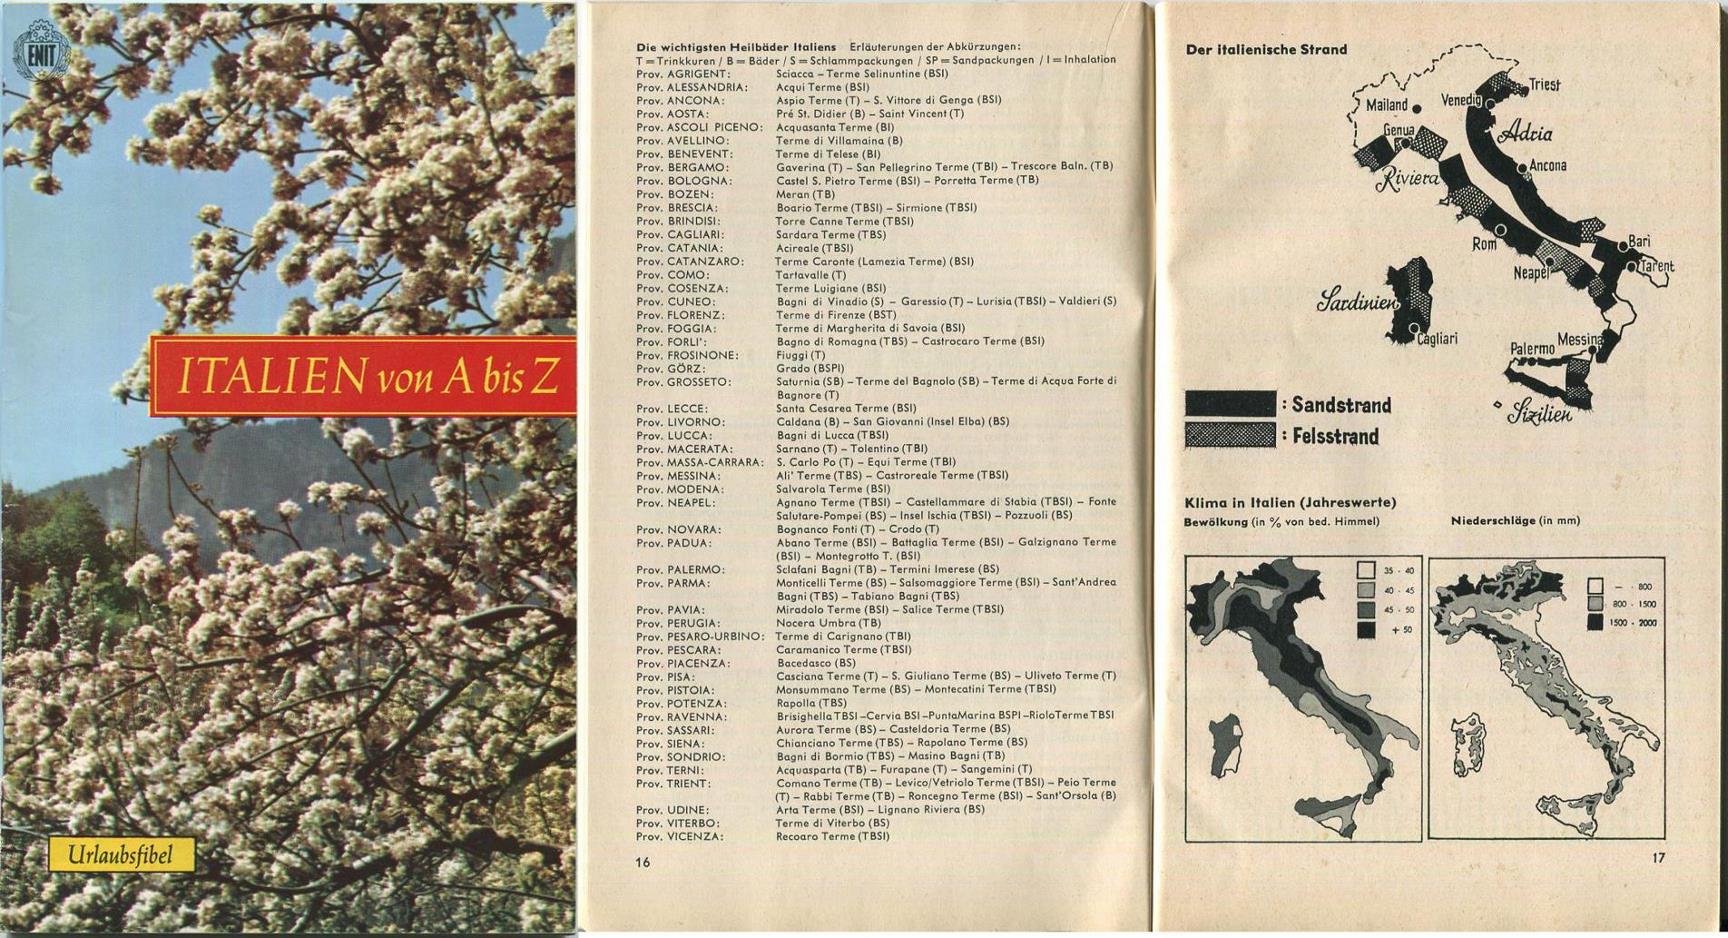 ENIT
ITALIEN von A bis Z
Urlaubsfibel
Die wichtigsten Heilbäder Italiens Erläuterungen der Abkürzungen:
T = Trinkkuren / B = Bäder / S = Schlammpackungen / SP = Sandpackungen / I = Inhalation
Prov. AGRIGENT: Sciacca – Terme Selinuntine (BSI)
Prov. ALESSANDRIA: Acqui Terme (BSI)
Prov. ANCONA: Aspio Terme (T) – S. Vittore di Genga (BSI)
Prov. AOSTA: Pré St. Didier (B) – Saint Vincent (T)
Prov. ASCOLI PICENO: Acquasanta Terme (BI)
Prov. AVELLINO: Terme di Villamaina (B)
Prov. BENEVENT: Terme di Telese (BI)
Prov. BERGAMO: Gaverina (T) – San Pellegrino Terme (TBI) – Trescore Baln. (TB)
Prov. BOLOGNA: Castel S. Pietro Terme (BSI) – Porretta Terme (TB)
Prov. BOZEN: Meran (TB)
Prov. BRESCIA: Boario Terme (TBSI) – Sirmione (TBSI)
Prov. BRINDISI: Torre Canne Terme (TBSI)
Prov. CAGLIARI: Sardara Terme (TBS)
Prov. CATANIA: Acireale (TBSI)
Prov. CATANZARO: Terme Caronte (Lamezia Terme) (BSI)
Prov. COMO: Tartavalle (T)
Prov. COSENZA: Terme Luigiane (BSI)
Prov. CUNEO: Bagni di Vinadio (S) – Garessio (T) – Lurisia (TBSI) – Valdieri (S)
Prov. FLORENZ: Terme di Firenze (BST)
Prov. FOGGIA: Terme di Margherita di Savoia (BSI)
Prov. FORLI': Bagno di Romagna (TBS) – Castrocaro Terme (BSI)
Prov. FROSINONE: Fiuggi (T)
Prov. GÖRZ: Grado (BSPI)
Prov. GROSSETO: Saturnia (SB) – Terme del Bagnolo (SB) – Terme di Acqua Forte di
Bagnore (T)
Prov. LECCE: Santa Cesarea Terme (BSI)
Prov. LIVORNO: Caldana (B) – San Giovanni (Insel Elba) (BS)
Prov. LUCCA: Bagni di Lucca (TBSI)
Prov. MACERATA: Sarnano (T) – Tolentino (TBI)
Prov. MASSA-CARRARA: S. Carlo Po (T) – Equi Terme (TBI)
Prov. MESSINA: Ali' Terme (TBS) – Castroreale Terme (TBSI)
Prov. MODENA: Salvarola Terme (BSI)
Prov. NEAPEL: Agnano Terme (TBSI) – Castellammare di Stabia (TBSI) – Fonte
Salutare-Pompei (BS) – Insel Ischia (TBSI) – Pozzuoli (BS)
Prov. NOVARA: Bognanco Fonti (T) – Crodo (T)
Prov. PADUA: Abano Terme (BSI) – Battaglia Terme (BSI) – Galzignano Terme
(BSI) – Montegrotto T. (BSI)
Prov. PALERMO: Sclafani Bagni (TB) – Termini Imerese (BS)
Prov. PARMA: Monticelli Terme (BS) – Salsomaggiore Terme (BSI) – Sant'Andrea
Bagni (TBS) – Tabiano Bagni (TBS)
Prov. PAVIA: Miradolo Terme (BSI) – Salice Terme (TBSI)
Prov. PERUGIA: Nocera Umbra (TB)
Prov. PESARO-URBINO: Terme di Carignano (TBI)
Prov. PESCARA: Caramanico Terme (TBSI)
Prov. PIACENZA: Bacedasco (BS)
Prov. PISA: Casciana Terme (T) – S. Giuliano Terme (BS) – Uliveto Terme (T)
Prov. PISTOIA: Monsummano Terme (BS) – Montecatini Terme (TBSI)
Prov. POTENZA: Rapolla (TBS)
Prov. RAVENNA: Brisighella TBSI –Cervia BSI –PuntaMarina BSPI –RioloTerme TBSI
Prov. SASSARI: Aurora Terme (BS) – Casteldoria Terme (BS)
Prov. SIENA: Chianciano Terme (TBS) – Rapolano Terme (BS)
Prov. SONDRIO: Bagni di Bormio (TBS) – Masino Bagni (TB)
Prov. TERNI: Acquasparta (TB) – Furapane (T) – Sangemini (T)
Prov. TRIENT: Comano Terme (TB) – Levico/Vetriolo Terme (TBSI) – Peio Terme
(T) – Rabbi Terme (TB) – Roncegno Terme (BSI) – Sant'Orsola (B)
Prov. UDINE: Arta Terme (BSI) – Lignano Riviera (BS)
Prov. VITERBO: Terme di Viterbo (BS)
Prov. VICENZA: Recoaro Terme (TBSI)
16
Der italienische Strand
Triest
Mailand
Venedig
Genua
Adria
Ancona
Riviera
Rom
Bari
Neapel
Tarent
Sardinien
Cagliari
Messina
Palermo
Sizilien
: Sandstrand
: Felsstrand
Klima in Italien (Jahreswerte)
Bewölkung (in % von bed. Himmel)
Niederschläge (in mm)
35 - 40
40 - 45
45 - 50
+ 50
— - 800
800 - 1500
1500 - 2000
17